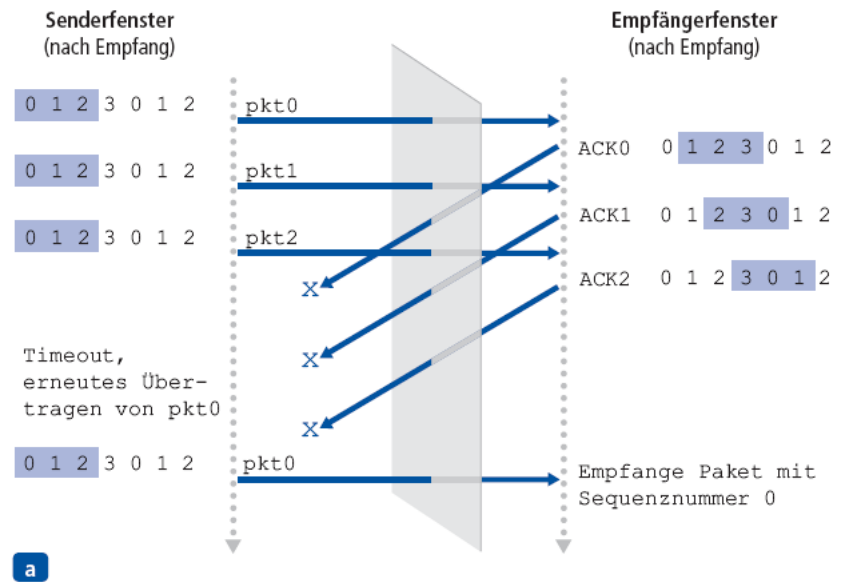 Senderfenster
(nach Empfang)
Empfängerfenster
(nach Empfang)
0 1 2 3 0 1 2
pkt0
ACK0 0 1 2 3 0 1 2
0 1 2 3 0 1 2
pkt1
ACK1 0 1 2 3 0 1 2
0 1 2 3 0 1 2
pkt2
ACK2 0 1 2 3 0 1 2
x
x
x
Timeout,
erneutes Über-
tragen von pkt0
0 1 2 3 0 1 2
pkt0
Empfange Paket mit
Sequenznummer 0
a